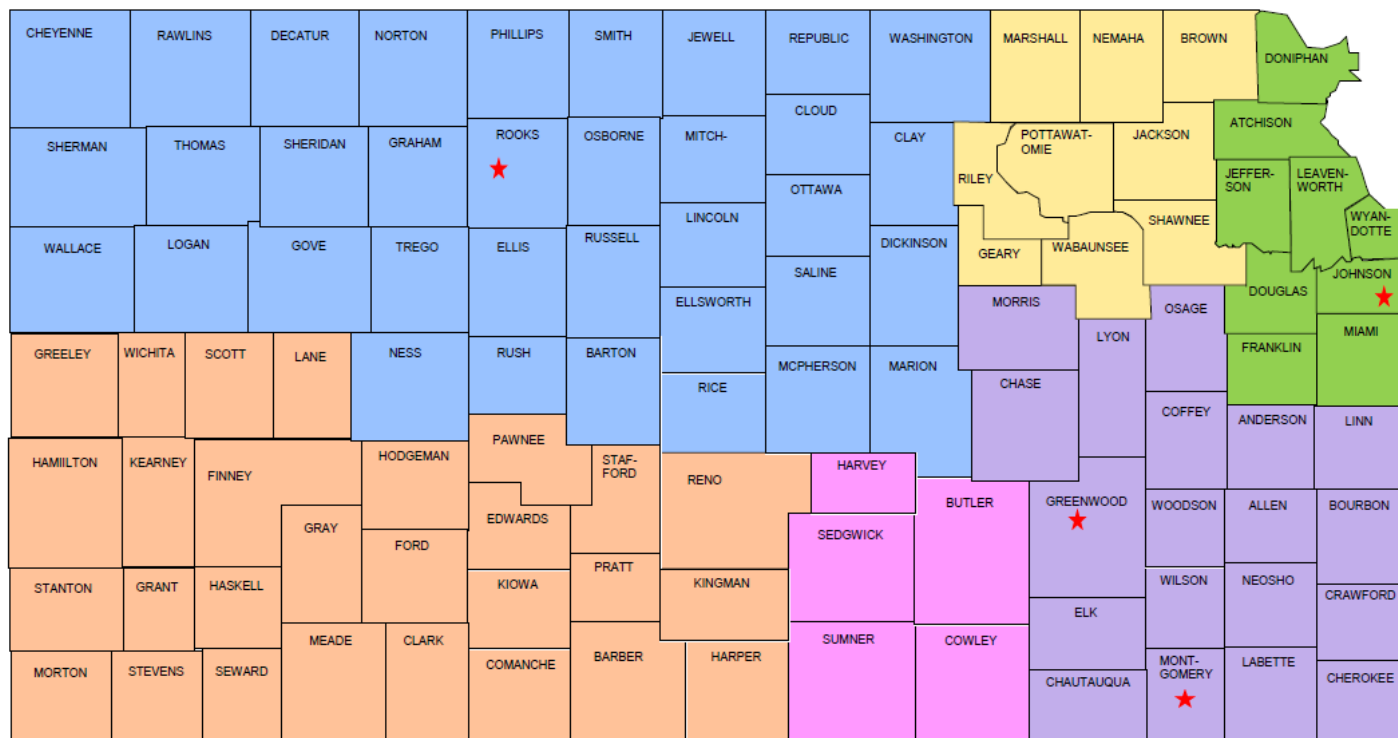 CHEYENNE
RAWLINS
DECATUR
NORTON
PHILLIPS
SMITH
JEWELL
REPUBLIC
WASHINGTON
MARSHALL
NEMAHA
BROWN
DONIPHAN
CLOUD
ATCHISON
SHERMAN
THOMAS
SHERIDAN
GRAHAM
ROOKS
OSBORNE
MITCH-
CLAY
POTTAWAT-
OMIE
JACKSON
RILEY
JEFFER-
SON
LEAVEN-
WORTH
OTTAWA
LINCOLN
WYAN-
DOTTE
WALLACE
LOGAN
GOVE
TREGO
ELLIS
RUSSELL
DICKINSON
SHAWNEE
GEARY
WABAUNSEE
SALINE
JOHNSON
DOUGLAS
ELLSWORTH
MORRIS
OSAGE
LYON
MIAMI
FRANKLIN
GREELEY
WICHITA
SCOTT
LANE
NESS
RUSH
BARTON
RICE
MCPHERSON
MARION
CHASE
COFFEY
ANDERSON
LINN
HAMIILTON
KEARNEY
FINNEY
HODGEMAN
PAWNEE
STAF-
FORD
RENO
HARVEY
BUTLER
GREENWOOD
WOODSON
ALLEN
BOURBON
GRAY
FORD
EDWARDS
SEDGWICK
PRATT
KINGMAN
STANTON
GRANT
HASKELL
KIOWA
WILSON
NEOSHO
CRAWFORD
ELK
MEADE
CLARK
SUMNER
COWLEY
MORTON
STEVENS
SEWARD
COMANCHE
BARBER
HARPER
CHAUTAUQUA
MONT-
GOMERY
LABETTE
CHEROKEE